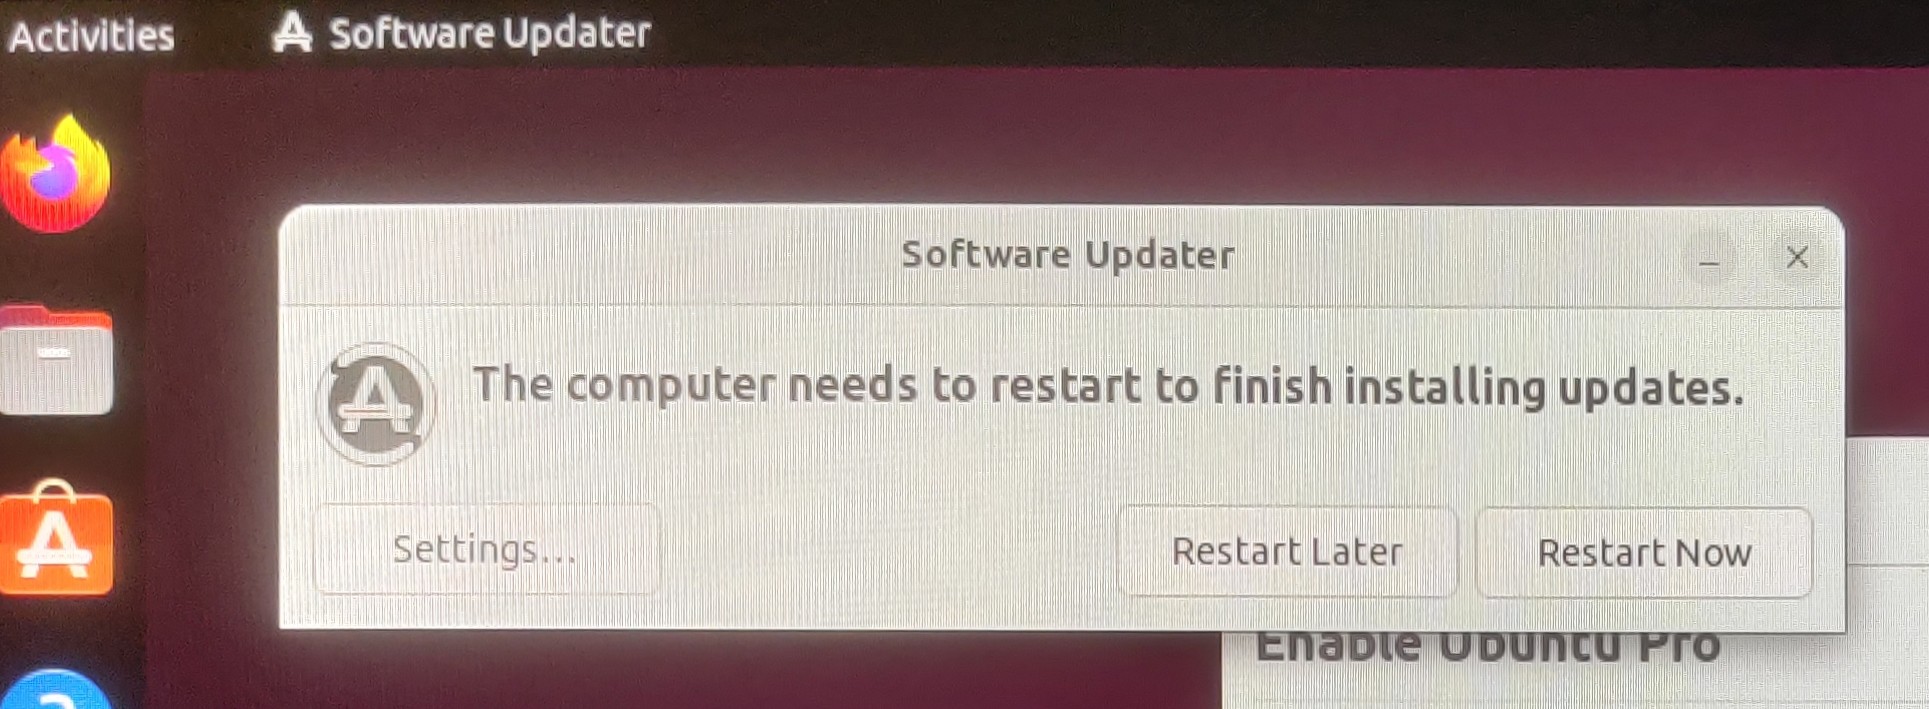 Activities
Software Updater
Software Updater
The computer needs to restart to finish installing updates.
Settings...
Restart Later
Restart Now
Enable Ubuntu Pro